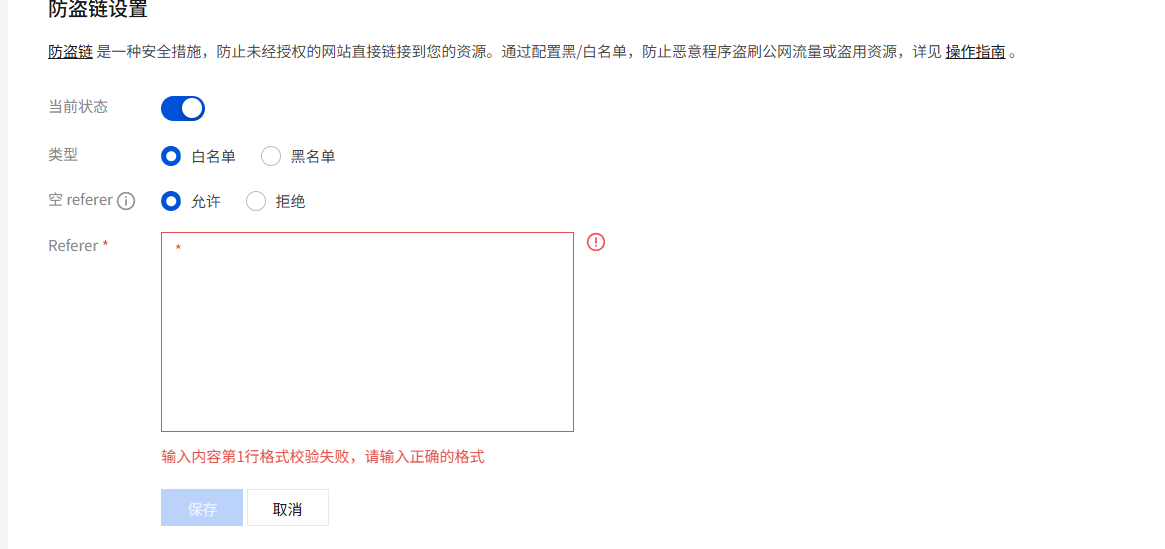 防盗链设置
防盗链 是一种安全措施，防止未经授权的网站直接链接到您的资源。通过配置黑/白名单，防止恶意程序盗刷公网流量或盗用资源，详见 操作指南 。
当前状态
类型 白名单 黑名单
空 referer 允许 拒绝
Referer *
*
输入内容第1行格式校验失败，请输入正确的格式
保存 取消